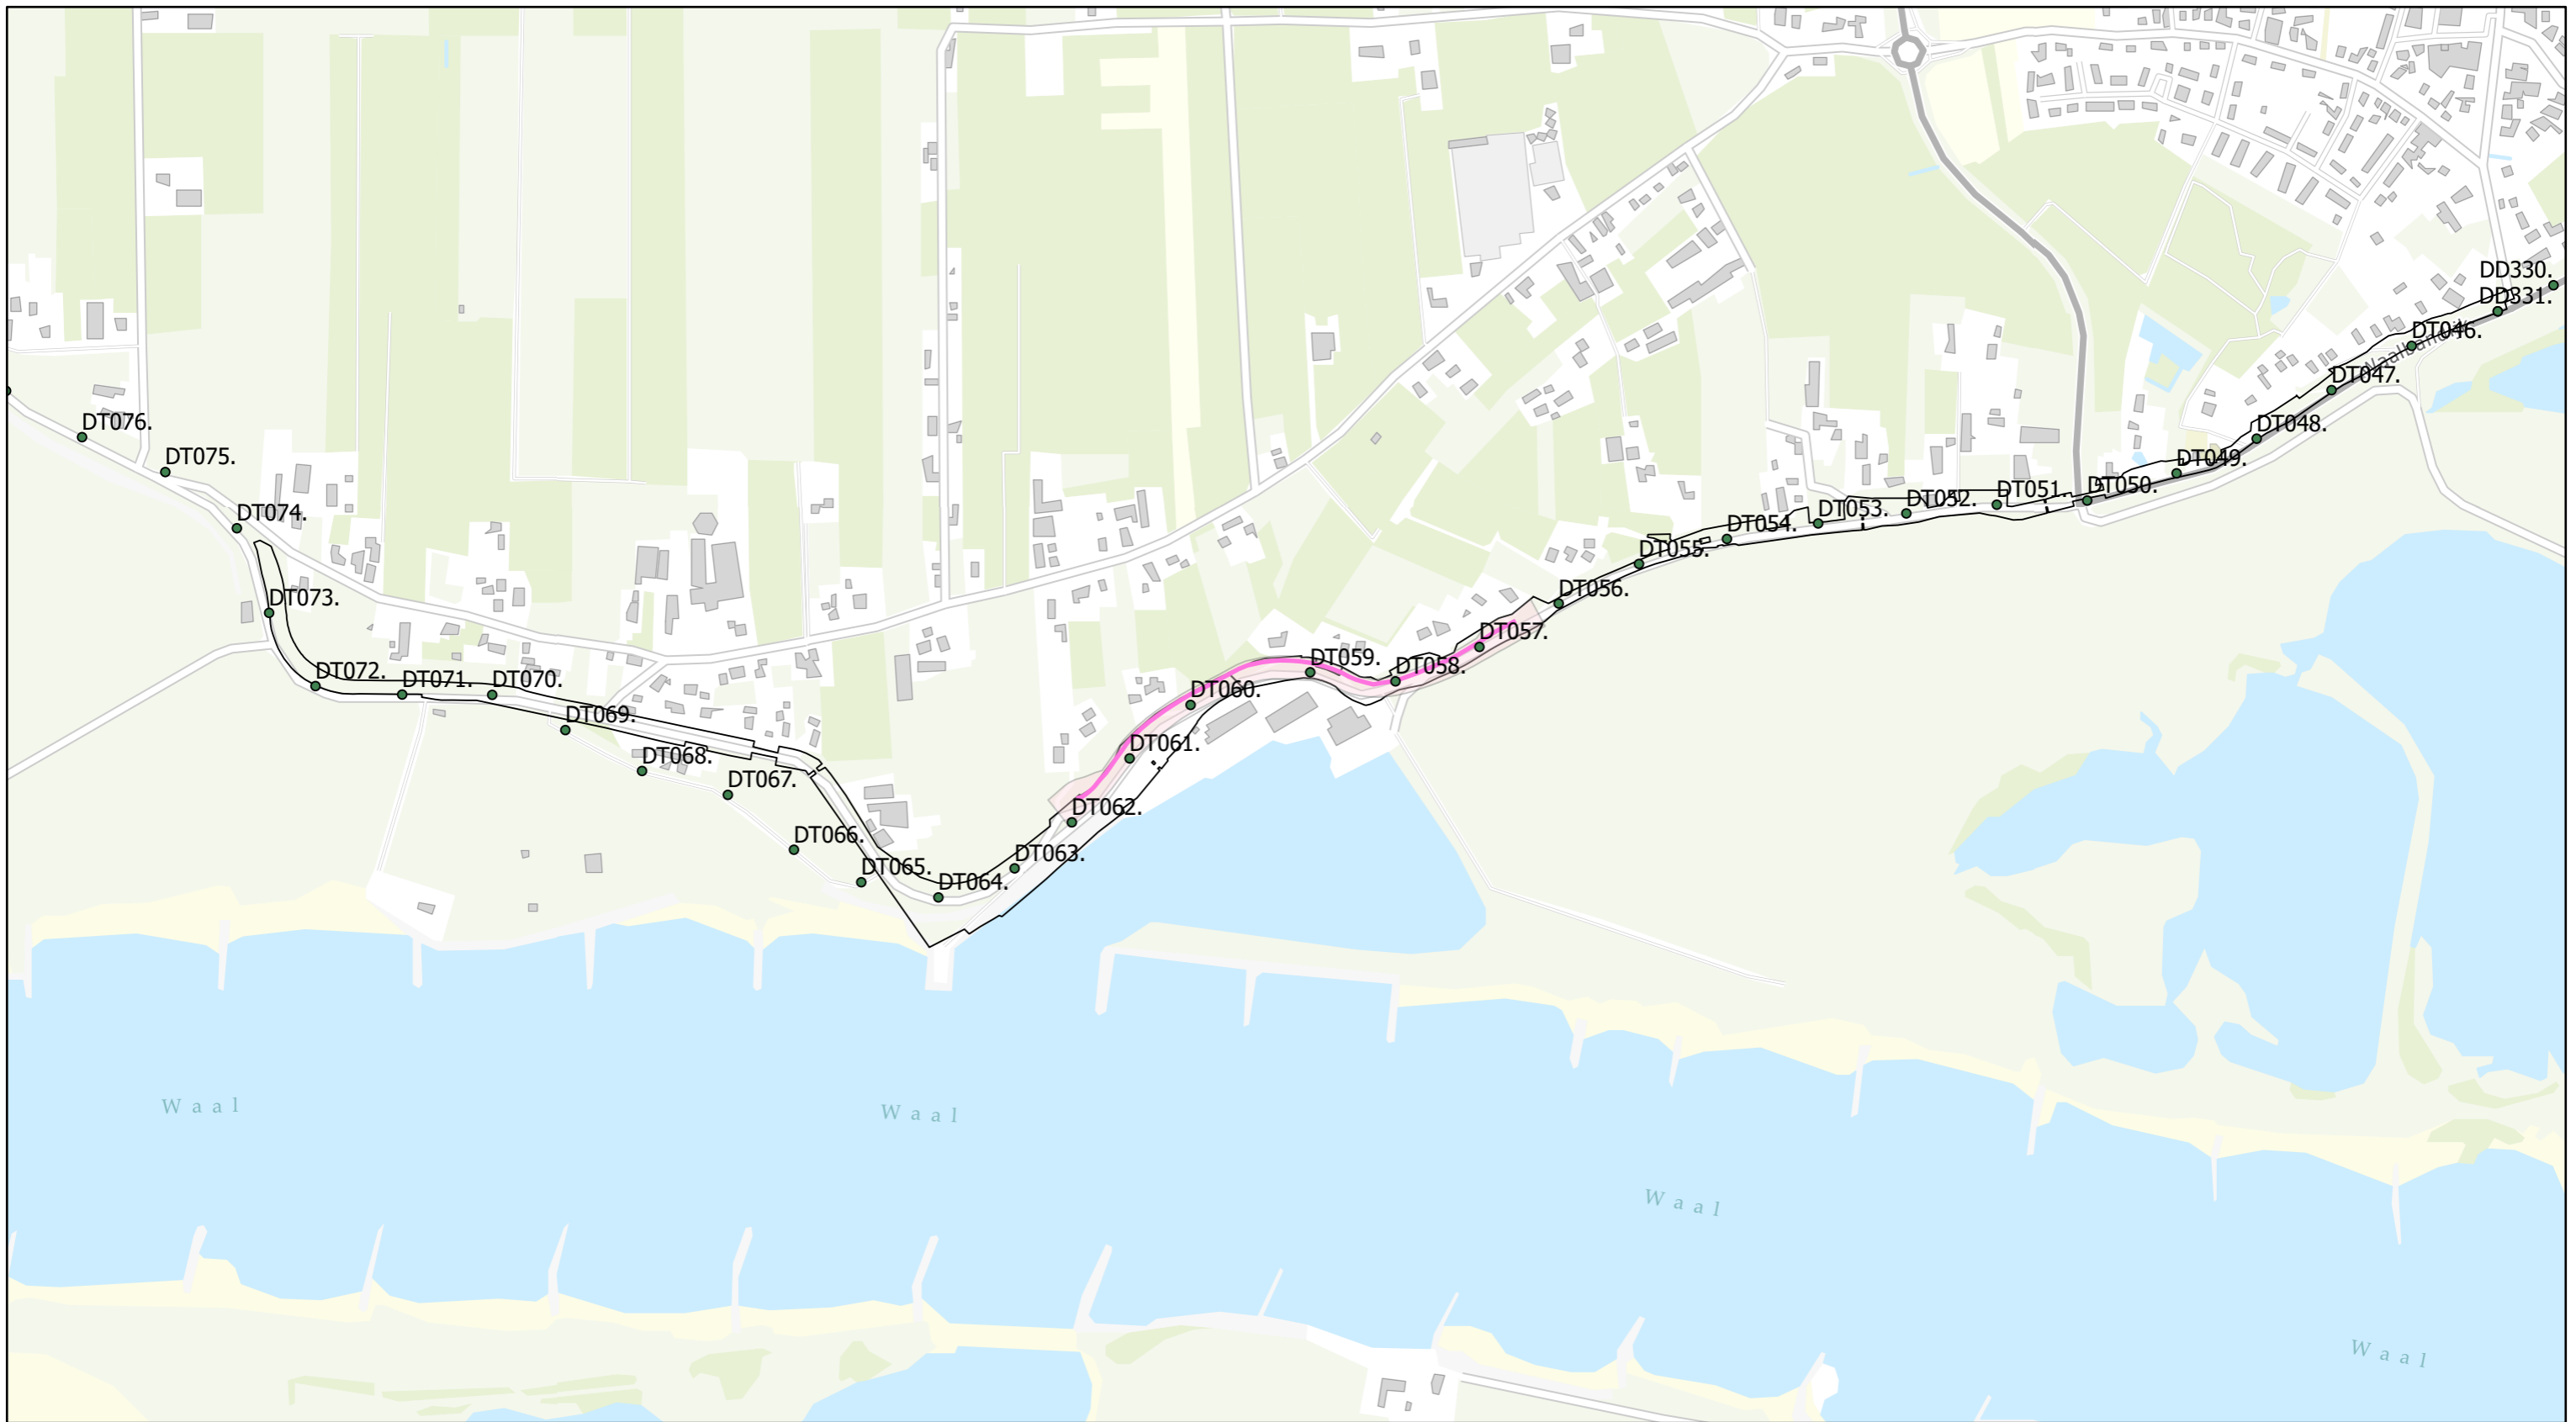 DD330.
DD331.
DT046.
Waalbandijk
DT047.
DT048.
DT049.
DT050.
DT051.
DT052.
DT053.
DT054.
DT055.
DT056.
DT057.
DT058.
DT059.
DT060.
DT061.
DT062.
DT063.
DT064.
DT065.
DT066.
DT067.
DT068.
DT069.
DT070.
DT071.
DT072.
DT073.
DT074.
DT075.
DT076.
Waal
Waal
Waal
Waal